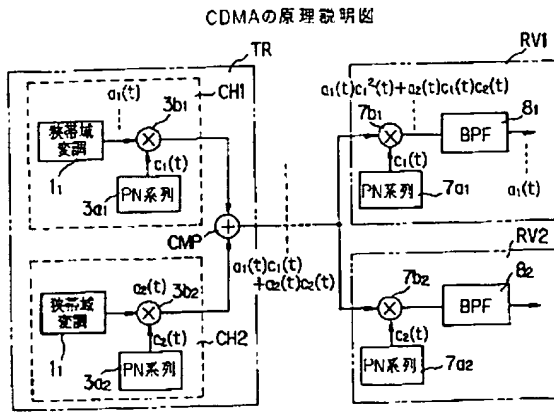 CDMAの原理説明図
TR
CH1
a₁(t)
3b₁
狭帯域
変調
1₁
c₁(t)
3a₁
PN系列
CMP
a₁(t)c₁(t)
+a₂(t)c₂(t)
a₂(t)
3b₂
狭帯域
変調
1₁
c₂(t)
CH2
3a₂
PN系列
RV1
a₁(t)c₁²(t)+a₂(t)c₁(t)c₂(t)
7b₁
8₁
BPF
c₁(t)
PN系列
7a₁
a₁(t)
RV2
7b₂
8₂
BPF
c₂(t)
PN系列
7a₂